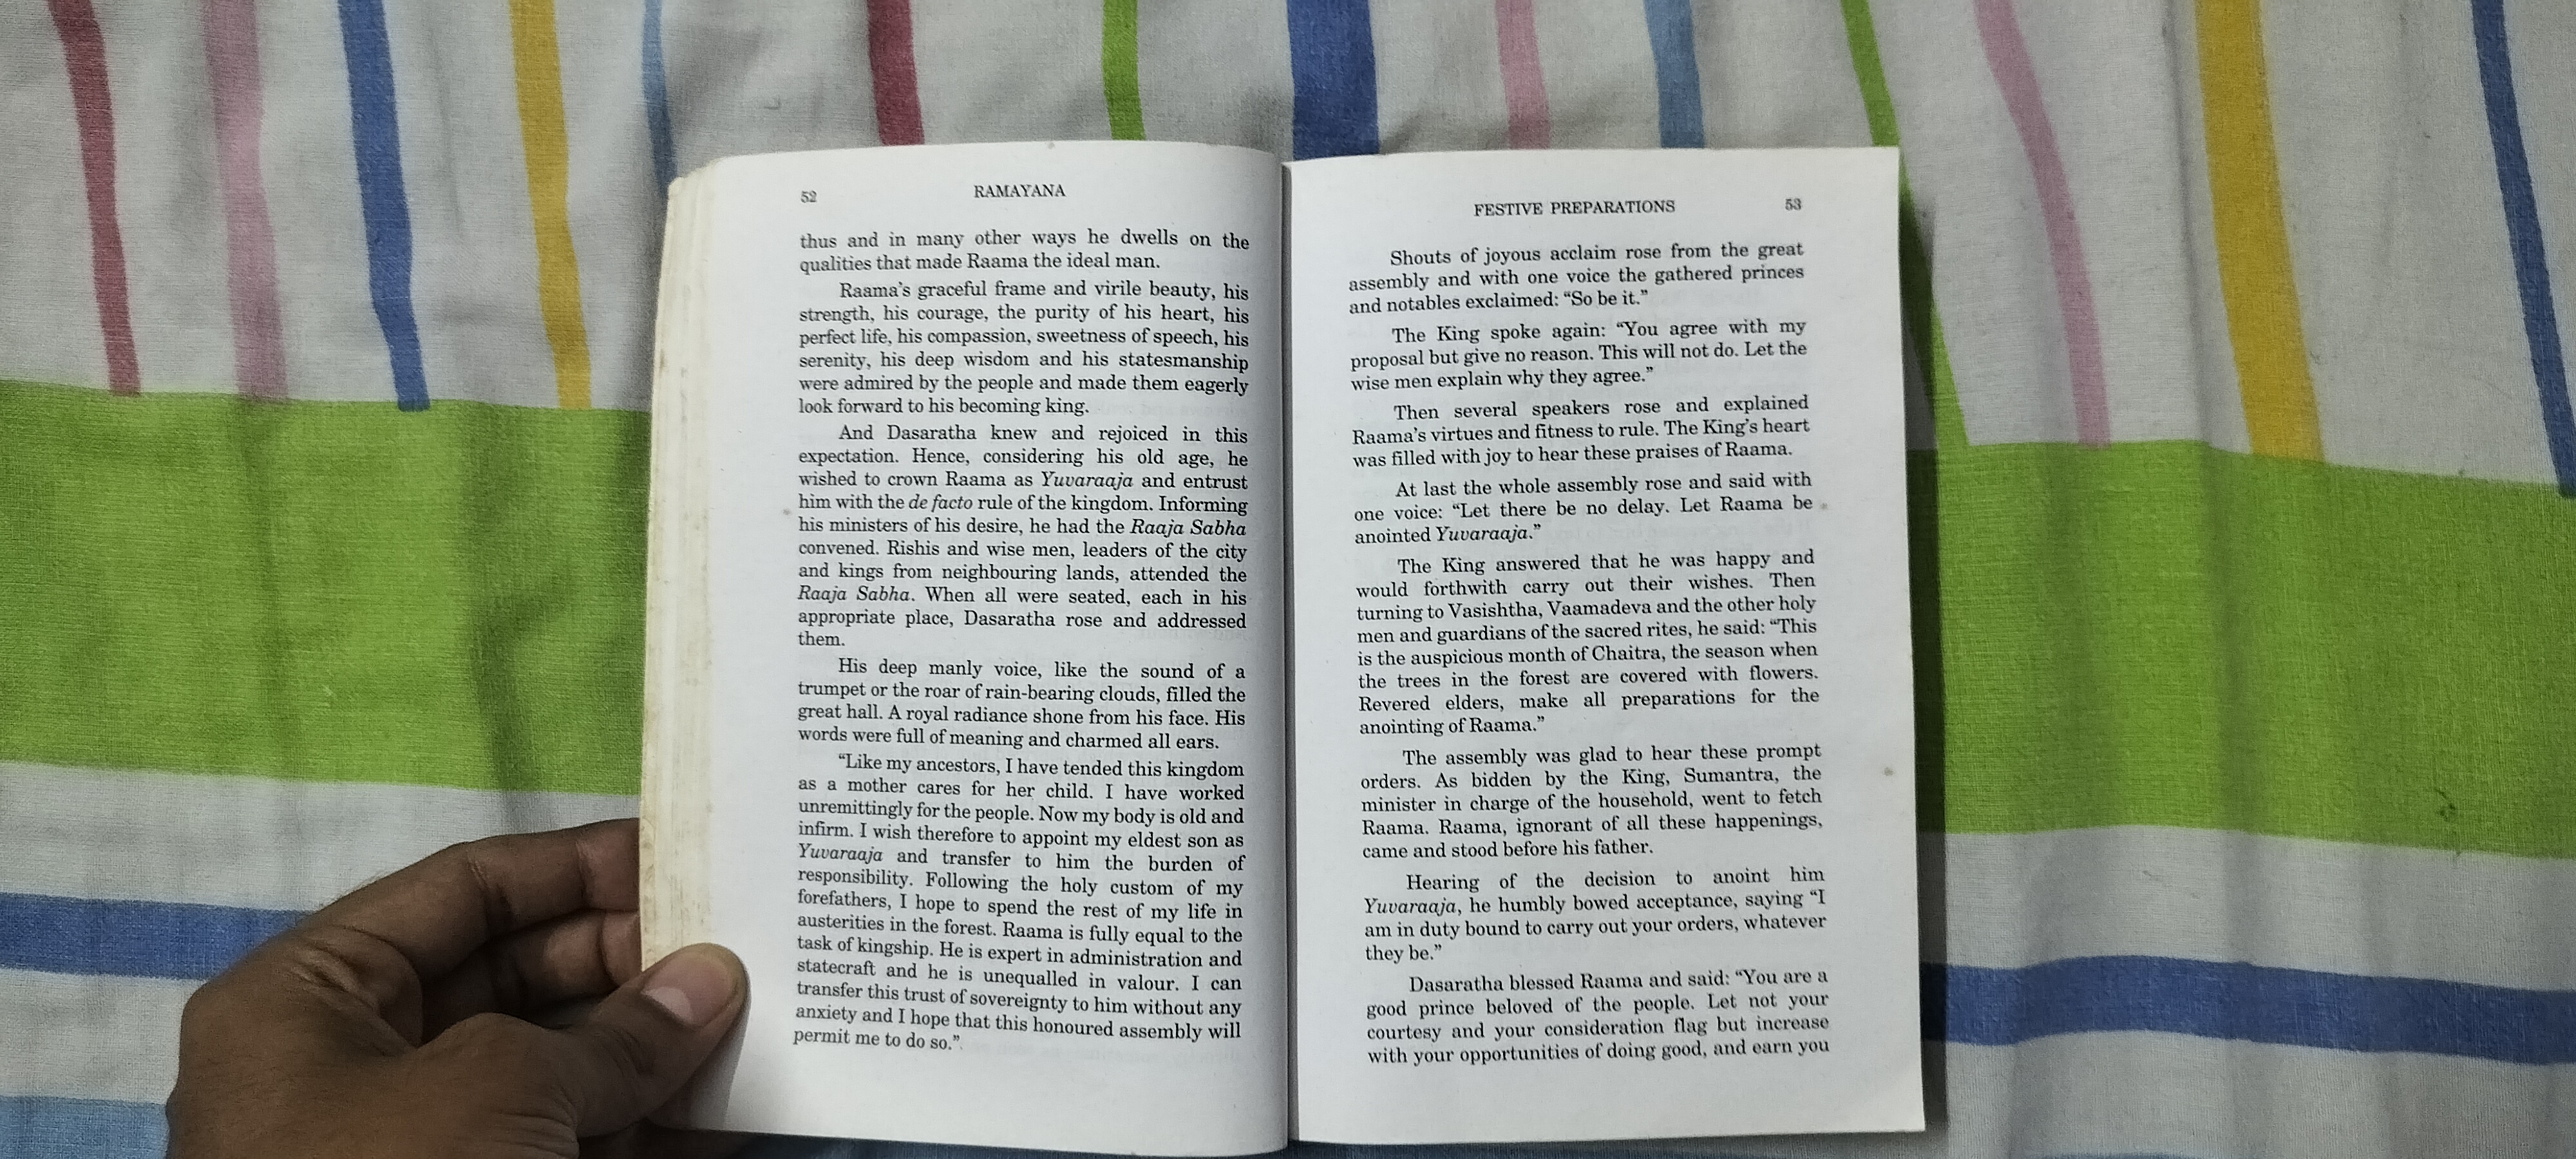 52
RAMAYANA
thus and in many other ways he dwells on the
qualities that made Raama the ideal man.
Raama's graceful frame and virile beauty, his
strength, his courage, the purity of his heart, his
perfect life, his compassion, sweetness of speech, his
serenity, his deep wisdom and his statesmanship
were admired by the people and made them eagerly
look forward to his becoming king.
And Dasaratha knew and rejoiced in this
expectation. Hence, considering his old age, he
wished to crown Raama as Yuvaraaja and entrust
him with the de facto rule of the kingdom. Informing
his ministers of his desire, he had the Raaja Sabha
convened. Rishis and wise men, leaders of the city
and kings from neighbouring lands, attended the
Raaja Sabha. When all were seated, each in his
appropriate place, Dasaratha rose and addressed
them.
His deep manly voice, like the sound of a
trumpet or the roar of rain-bearing clouds, filled the
great hall. A royal radiance shone from his face. His
words were full of meaning and charmed all ears.
“Like my ancestors, I have tended this kingdom
as a mother cares for her child. I have worked
unremittingly for the people. Now my body is old and
infirm. I wish therefore to appoint my eldest son as
Yuvaraaja and transfer to him the burden of
responsibility. Following the holy custom of my
forefathers, I hope to spend the rest of my life in
austerities in the forest. Raama is fully equal to the
task of kingship. He is expert in administration and
statecraft and he is unequalled in valour. I can
transfer this trust of sovereignty to him without any
anxiety and I hope that this honoured assembly will
permit me to do so.”
FESTIVE PREPARATIONS
53
Shouts of joyous acclaim rose from the great
assembly and with one voice the gathered princes
and notables exclaimed: “So be it.”
The King spoke again: “You agree with my
proposal but give no reason. This will not do. Let the
wise men explain why they agree.”
Then several speakers rose and explained
Raama's virtues and fitness to rule. The King's heart
was filled with joy to hear these praises of Raama.
At last the whole assembly rose and said with
one voice: “Let there be no delay. Let Raama be
anointed Yuvaraaja.”
The King answered that he was happy and
would forthwith carry out their wishes. Then
turning to Vasishtha, Vaamadeva and the other holy
men and guardians of the sacred rites, he said: “This
is the auspicious month of Chaitra, the season when
the trees in the forest are covered with flowers.
Revered elders, make all preparations for the
anointing of Raama.”
The assembly was glad to hear these prompt
orders. As bidden by the King, Sumantra, the
minister in charge of the household, went to fetch
Raama. Raama, ignorant of all these happenings,
came and stood before his father.
Hearing of the decision to anoint him
Yuvaraaja, he humbly bowed acceptance, saying “I
am in duty bound to carry out your orders, whatever
they be.”
Dasaratha blessed Raama and said: “You are a
good prince beloved of the people. Let not your
courtesy and your consideration flag but increase
with your opportunities of doing good, and earn you